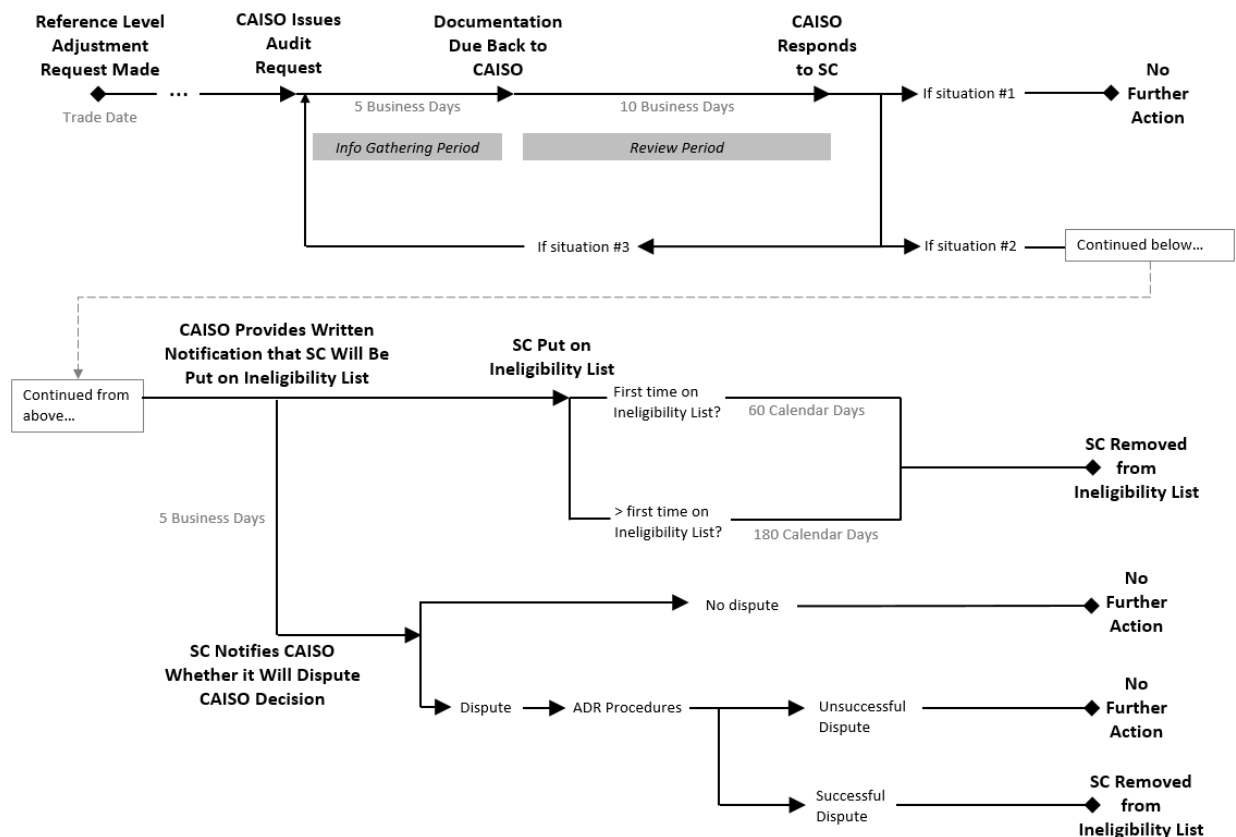 Reference Level
Adjustment
Request Made
CAISO Issues
Audit
Request
Documentation
Due Back to
CAISO
CAISO
Responds
to SC
...
Trade Date
5 Business Days
10 Business Days
If situation #1
No
Further
Action
Info Gathering Period
Review Period
If situation #3
If situation #2
Continued below…
CAISO Provides Written
Notification that SC Will Be
Put on Ineligibility List
SC Put on
Ineligibility List
Continued from
above…
First time on
Ineligibility List?
60 Calendar Days
SC Removed
from
Ineligibility List
> first time on
Ineligibility List?
180 Calendar Days
5 Business Days
No dispute
No
Further
Action
SC Notifies CAISO
Whether it Will Dispute
CAISO Decision
Dispute
ADR Procedures
Unsuccessful
Dispute
No
Further
Action
Successful
Dispute
SC Removed
from
Ineligibility List